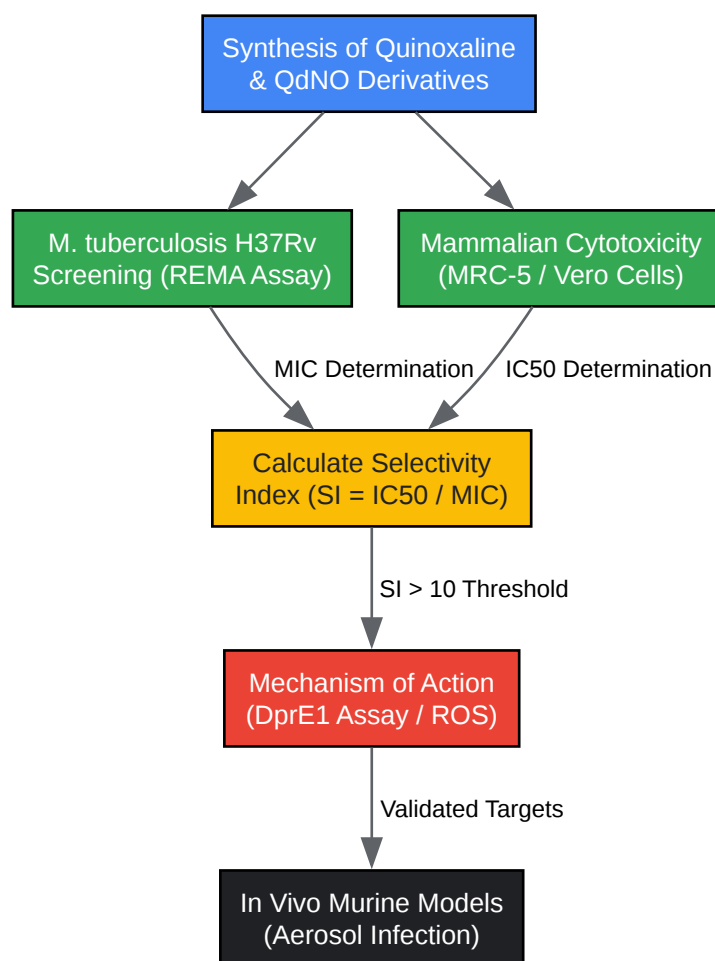 Synthesis of Quinoxaline
& QdNO Derivatives
M. tuberculosis H37Rv
Screening (REMA Assay)
Mammalian Cytotoxicity
(MRC-5 / Vero Cells)
MIC Determination
IC50 Determination
Calculate Selectivity
Index (SI = IC50 / MIC)
SI > 10 Threshold
Mechanism of Action
(DprE1 Assay / ROS)
Validated Targets
In Vivo Murine Models
(Aerosol Infection)